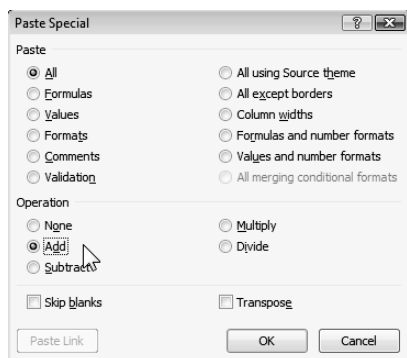 Paste Special
Paste
All
All using Source theme
Formulas
All except borders
Values
Column widths
Formats
Formulas and number formats
Comments
Values and number formats
Validation
All merging conditional formats
Operation
None
Multiply
Add
Divide
Subtract
Skip blanks
Transpose
Paste Link
OK
Cancel